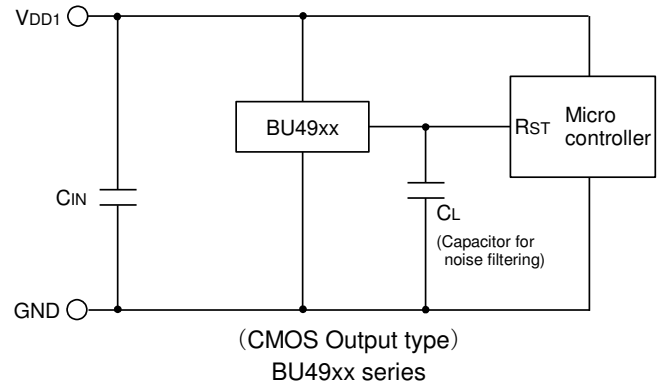 VDD1
BU49xx
RST
Micro
controller
CIN
CL
(Capacitor for
noise filtering)
GND
(CMOS Output type)
BU49xx series